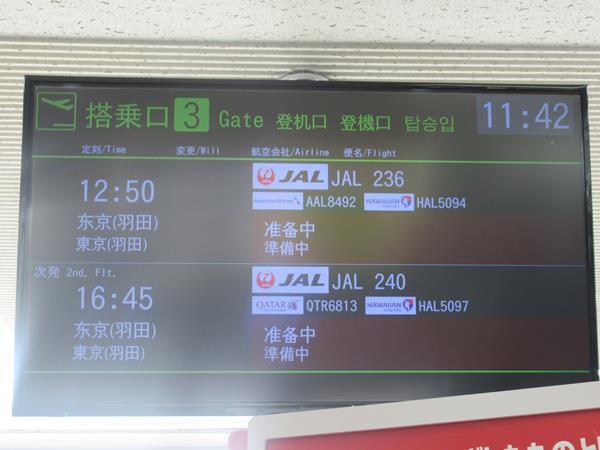 搭乗口 3 Gate 登机口 登機口 탑승입 11:42
定刻/Time 変更/Will 航空会社/Airline 便名/Flight
12:50 JAL JAL 236
AAL8492 HAWAIIAN HAL5094
东京(羽田) 准备中
東京(羽田) 準備中
次発 2nd. Flt.
16:45 JAL JAL 240
QATAR QTR6813 HAWAIIAN HAL5097
东京(羽田) 准备中
東京(羽田) 準備中